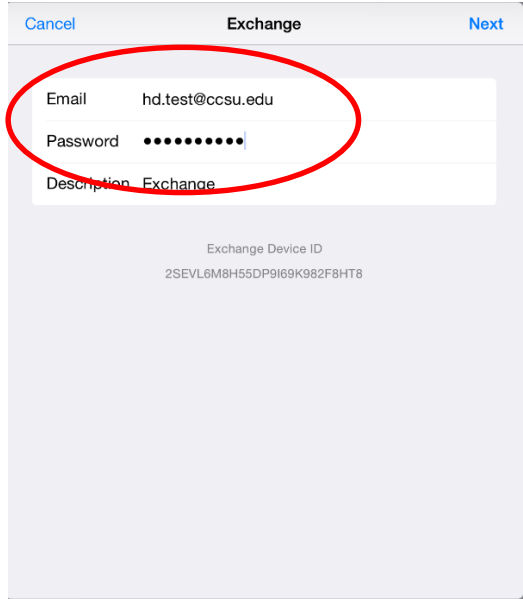 Cancel Exchange Next
Email hd.test@ccsu.edu
Password ●●●●●●●●●●
Description Exchange
Exchange Device ID
2SEVL6M8H55DP9I69K982F8HT8